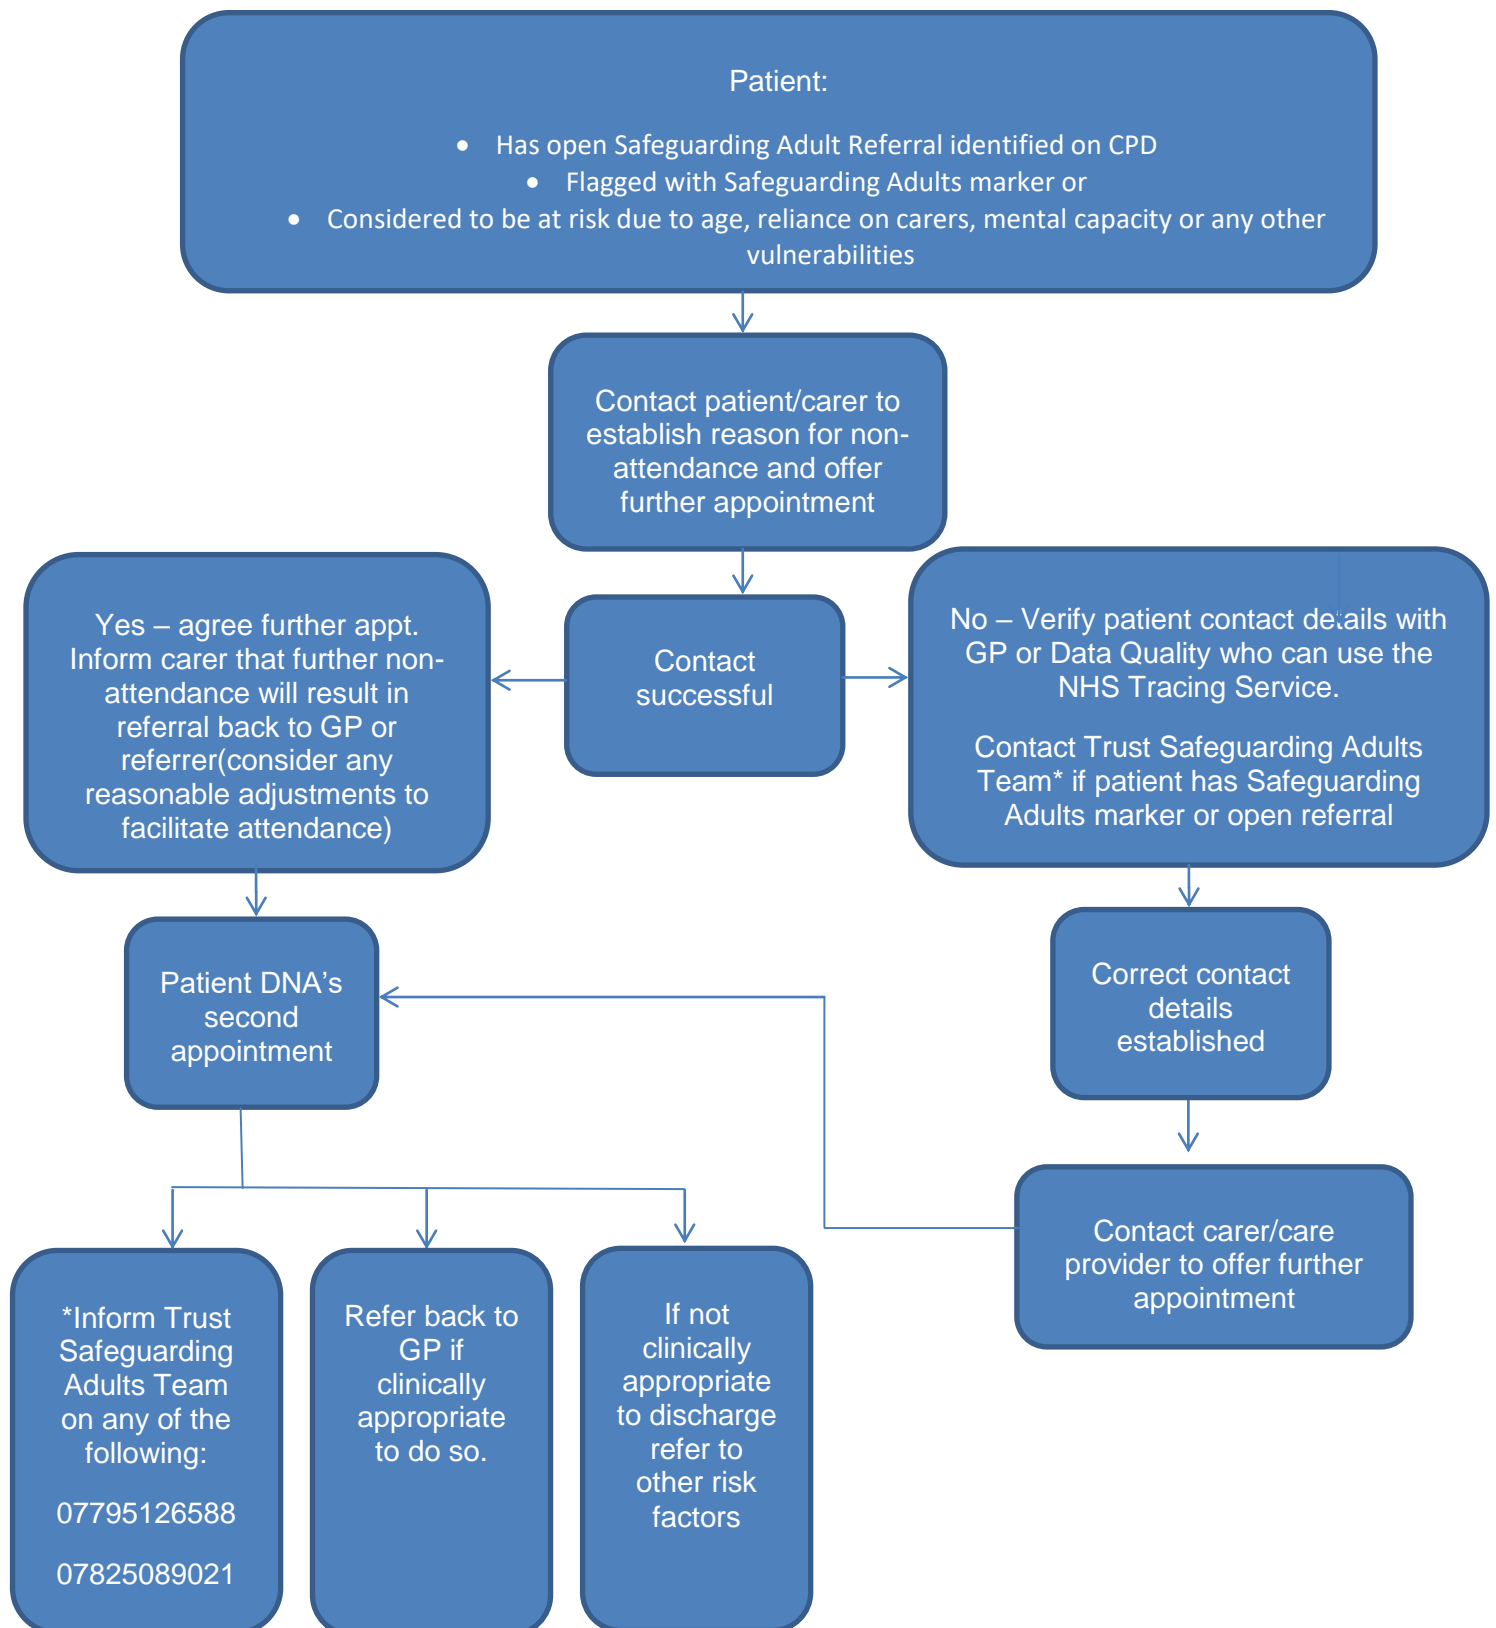 Patient:
• Has open Safeguarding Adult Referral identified on CPD
• Flagged with Safeguarding Adults marker or
• Considered to be at risk due to age, reliance on carers, mental capacity or any other
vulnerabilities
Contact patient/carer to
establish reason for non-
attendance and offer
further appointment
Yes – agree further appt.
Inform carer that further non-
attendance will result in
referral back to GP or
referrer(consider any
reasonable adjustments to
facilitate attendance)
Contact
successful
No – Verify patient contact details with
GP or Data Quality who can use the
NHS Tracing Service.
Contact Trust Safeguarding Adults
Team* if patient has Safeguarding
Adults marker or open referral
Patient DNA’s
second
appointment
Correct contact
details
established
Contact carer/care
provider to offer further
appointment
*Inform Trust
Safeguarding
Adults Team
on any of the
following:
07795126588
07825089021
Refer back to
GP if
clinically
appropriate
to do so.
If not
clinically
appropriate
to discharge
refer to
other risk
factors